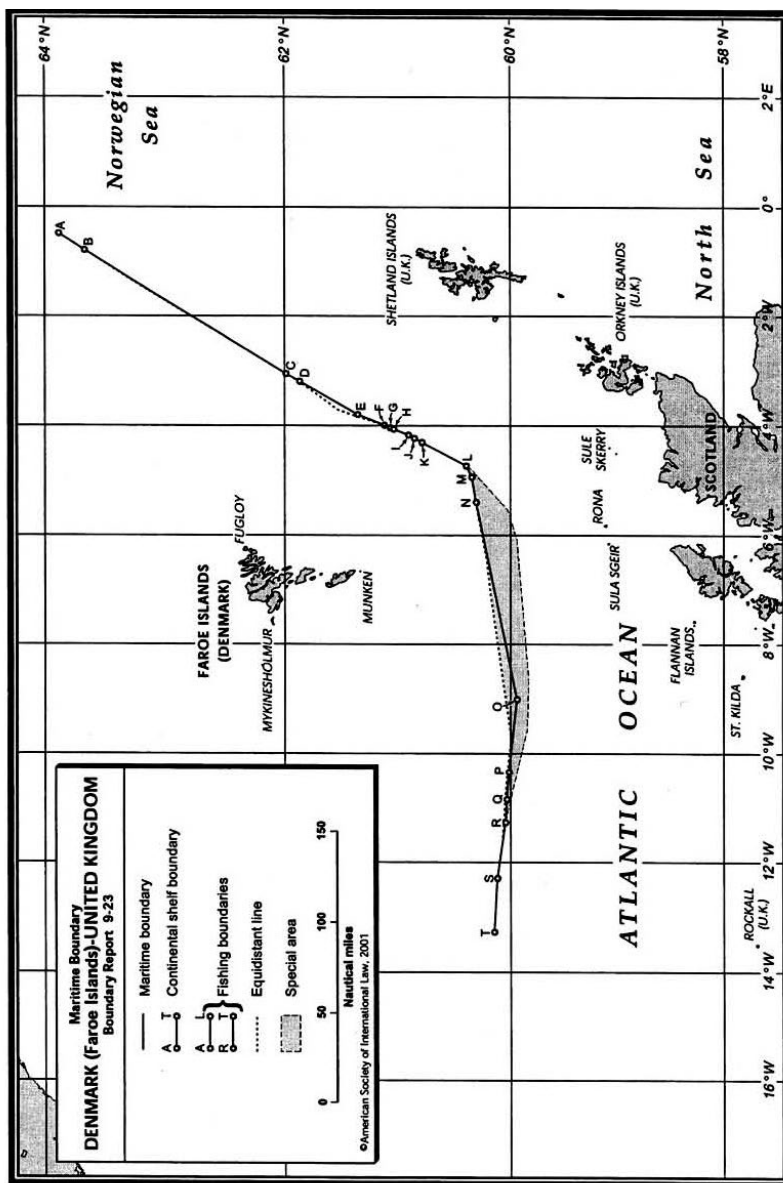 Maritime Boundary
DENMARK (Faroe Islands)-UNITED KINGDOM
Boundary Report 9-23
Maritime boundary
A T Continental shelf boundary
A L
R T
Fishing boundaries
Equidistant line
Special area
0 50 100 150
Nautical miles
©American Society of International Law, 2001
64°N
62°N
60°N
58°N
16°W
14°W
12°W
10°W
8°W
6°W
4°W
2°W
0°
2°E
Norwegian
Sea
A
B
C
D
E
F
G
H
I
J
K
L
M
N
O
P
Q
R
S
T
FAROE ISLANDS
(DENMARK)
FUGLOY
MYKINESHOLMUR
MUNKEN
SHETLAND ISLANDS
(U.K.)
ORKNEY ISLANDS
(U.K.)
SULE
SKERRY
RONA
SULA SGEIR
FLANNAN
ISLANDS
ST. KILDA
ROCKALL
(U.K.)
SCOTLAND
ATLANTIC OCEAN
North Sea